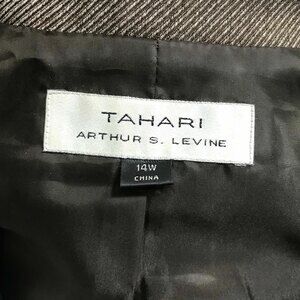 TAHARI
ARTHUR S. LEVINE
14W
CHINA